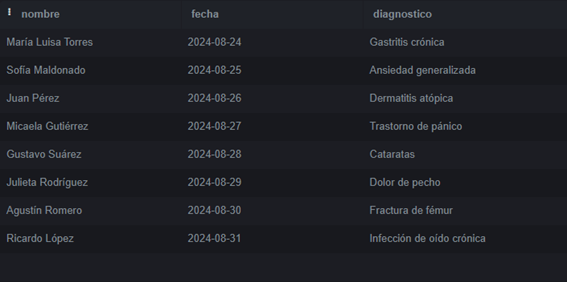 nombre fecha diagnostico
María Luisa Torres 2024-08-24 Gastritis crónica
Sofía Maldonado 2024-08-25 Ansiedad generalizada
Juan Pérez 2024-08-26 Dermatitis atópica
Micaela Gutiérrez 2024-08-27 Trastorno de pánico
Gustavo Suárez 2024-08-28 Cataratas
Julieta Rodríguez 2024-08-29 Dolor de pecho
Agustín Romero 2024-08-30 Fractura de fémur
Ricardo López 2024-08-31 Infección de oído crónica